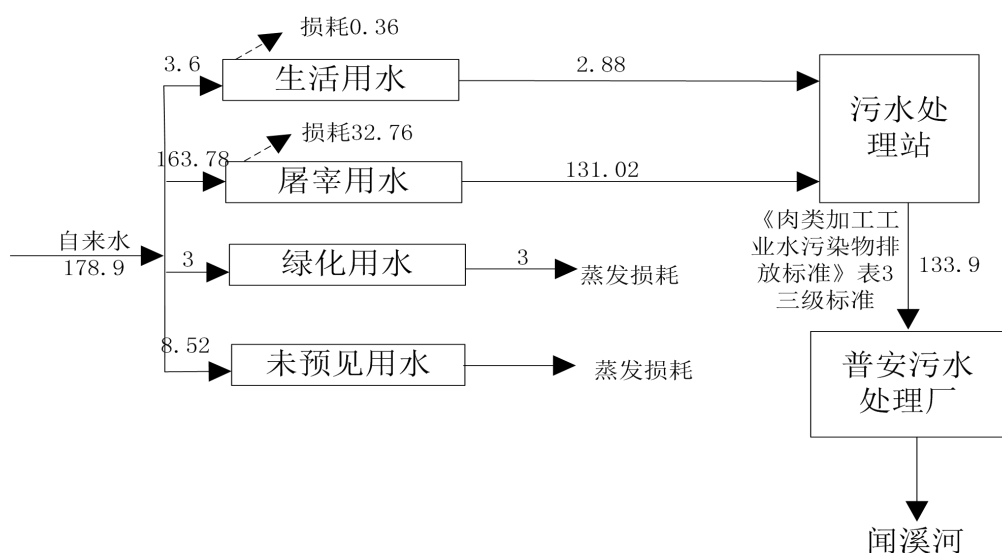 损耗0.36
3.6
生活用水
2.88
污水处
理站
损耗32.76
163.78
屠宰用水
131.02
《肉类加工工
业水污染物排
放标准》表3
三级标准
133.9
自来水
178.9
3
绿化用水
3
蒸发损耗
8.52
未预见用水
蒸发损耗
普安污水
处理厂
闻溪河